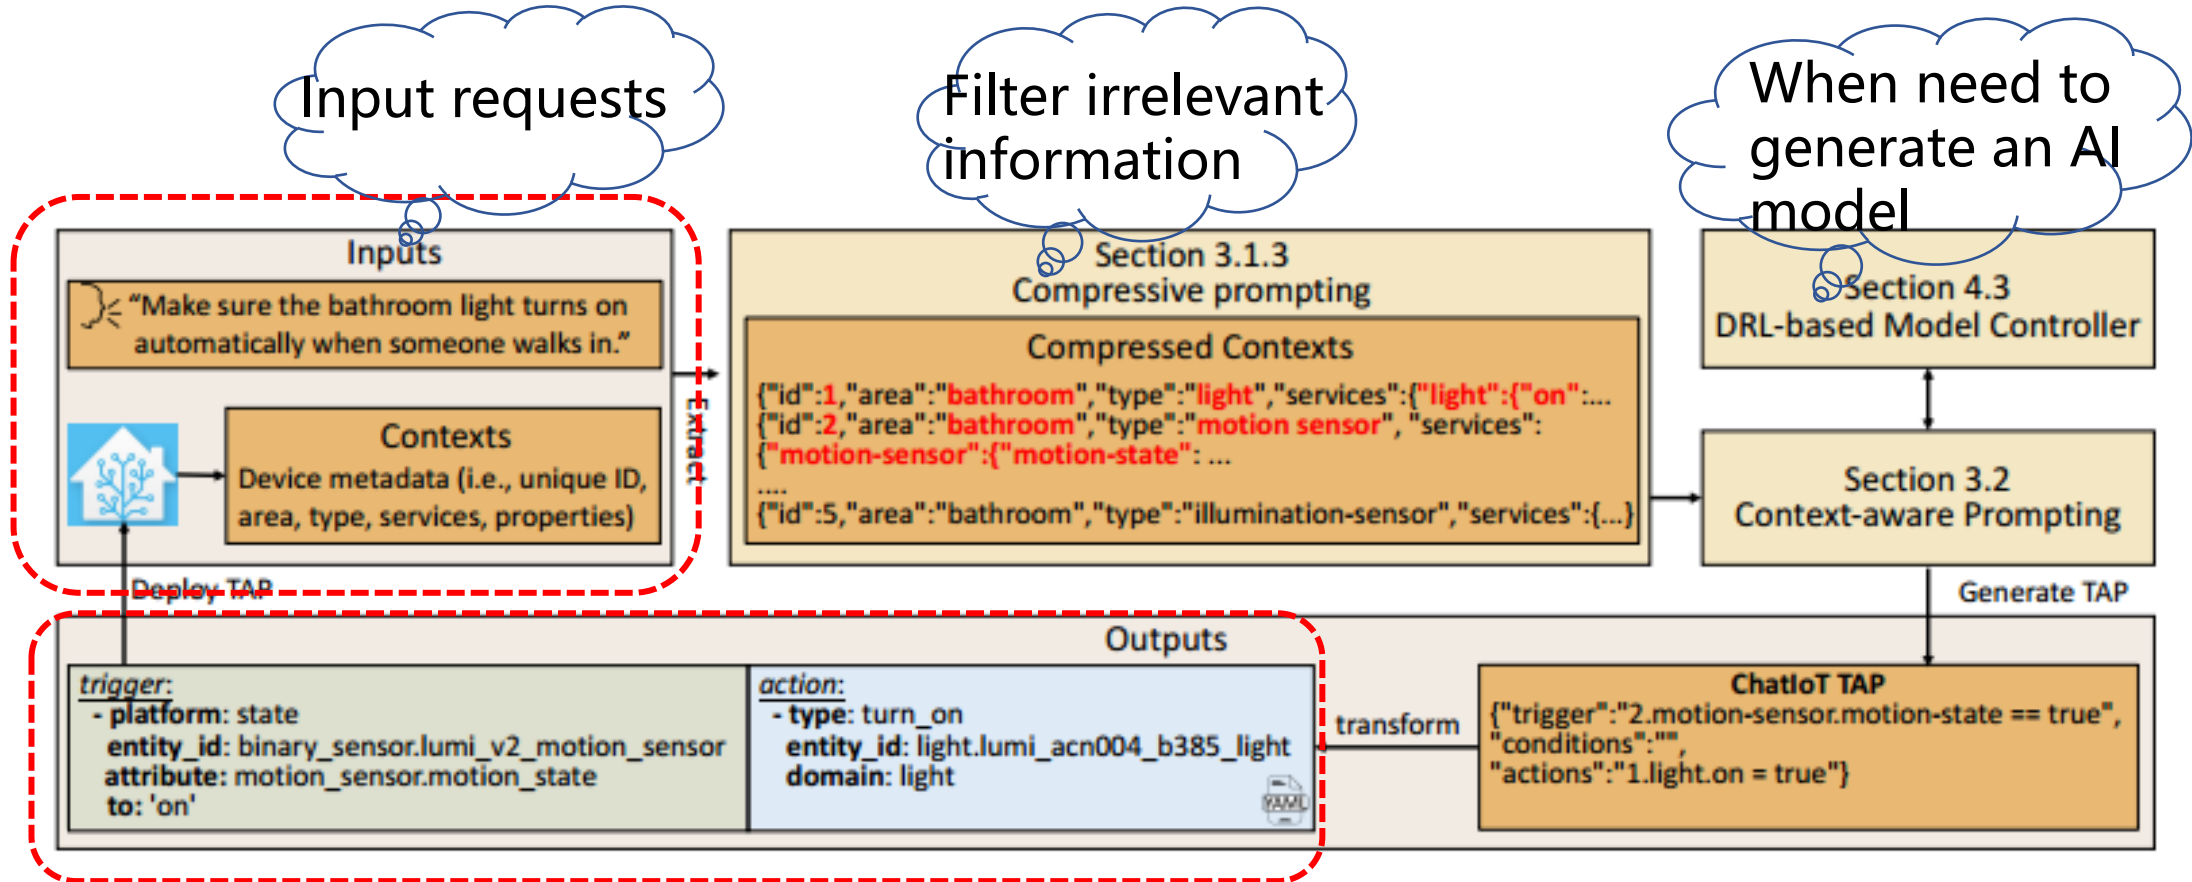 Input requests
Filter irrelevant
information
When need to
generate an AI
model
Inputs
“Make sure the bathroom light turns on
automatically when someone walks in.”
Contexts
Device metadata (i.e., unique ID,
area, type, services, properties)
Extract
Section 3.1.3
Compressive prompting
Compressed Contexts
{"id":1,"area":"bathroom","type":"light","services":{"light":{"on":...
{"id":2,"area":"bathroom","type":"motion sensor", "services":
{"motion-sensor":{"motion-state": ...
....
{"id":5,"area":"bathroom","type":"illumination-sensor","services":{...}
Section 4.3
DRL-based Model Controller
Section 3.2
Context-aware Prompting
Deploy TAP
Generate TAP
Outputs
trigger:
- platform: state
entity_id: binary_sensor.lumi_v2_motion_sensor
attribute: motion_sensor.motion_state
to: 'on'
action:
- type: turn_on
entity_id: light.lumi_acn004_b385_light
domain: light
YAML
transform
ChatIoT TAP
{"trigger":"2.motion-sensor.motion-state == true",
"conditions":"",
"actions":"1.light.on = true"}